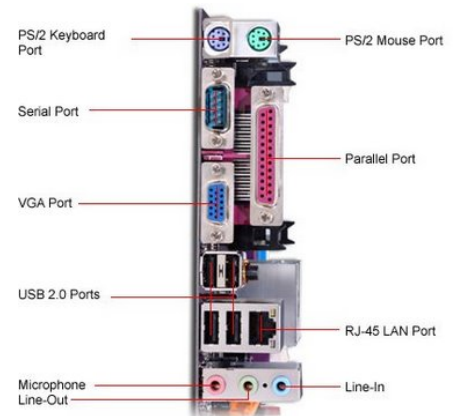 PS/2 Keyboard
Port
PS/2 Mouse Port
Serial Port
Parallel Port
VGA Port
USB 2.0 Ports
RJ-45 LAN Port
Microphone
Line-Out
Line-In